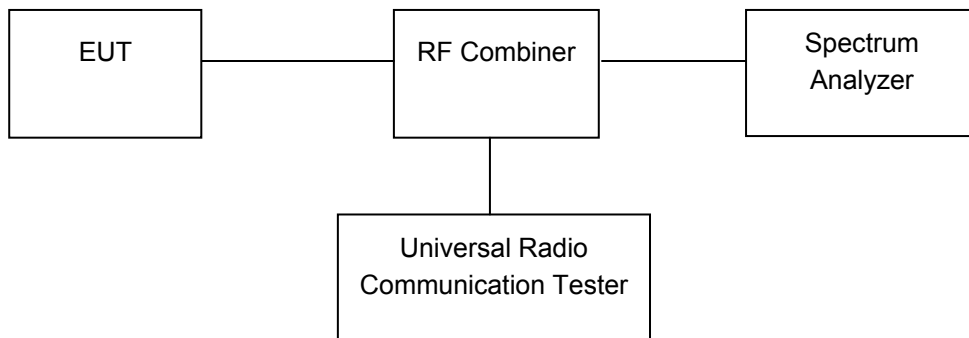 EUT
RF Combiner
Spectrum
Analyzer
Universal Radio
Communication Tester